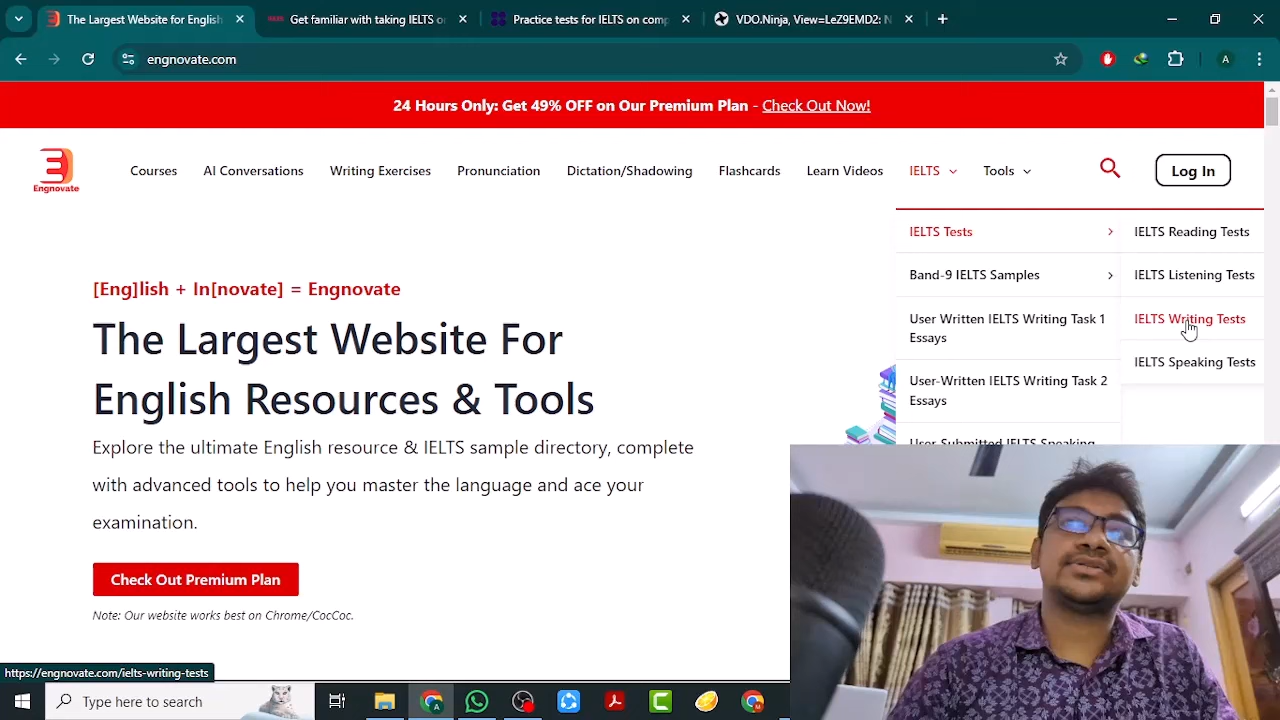 The Largest Website for English
Get familiar with taking IELTS o
Practice tests for IELTS on comp
VDO.Ninja, View=LeZ9EMD2: N
engnovate.com
A
24 Hours Only: Get 49% OFF on Our Premium Plan - Check Out Now!
Engnovate
Courses
AI Conversations
Writing Exercises
Pronunciation
Dictation/Shadowing
Flashcards
Learn Videos
IELTS
Tools
Log In
IELTS Tests
Band-9 IELTS Samples
User Written IELTS Writing Task 1
Essays
User-Written IELTS Writing Task 2
Essays
User-Submitted IELTS Speaking
IELTS Reading Tests
IELTS Listening Tests
IELTS Writing Tests
IELTS Speaking Tests
[Eng]lish + In[novate] = Engnovate
The Largest Website For
English Resources & Tools
Explore the ultimate English resource & IELTS sample directory, complete
with advanced tools to help you master the language and ace your
examination.
Check Out Premium Plan
Note: Our website works best on Chrome/CocCoc.
https://engnovate.com/ielts-writing-tests
Type here to search